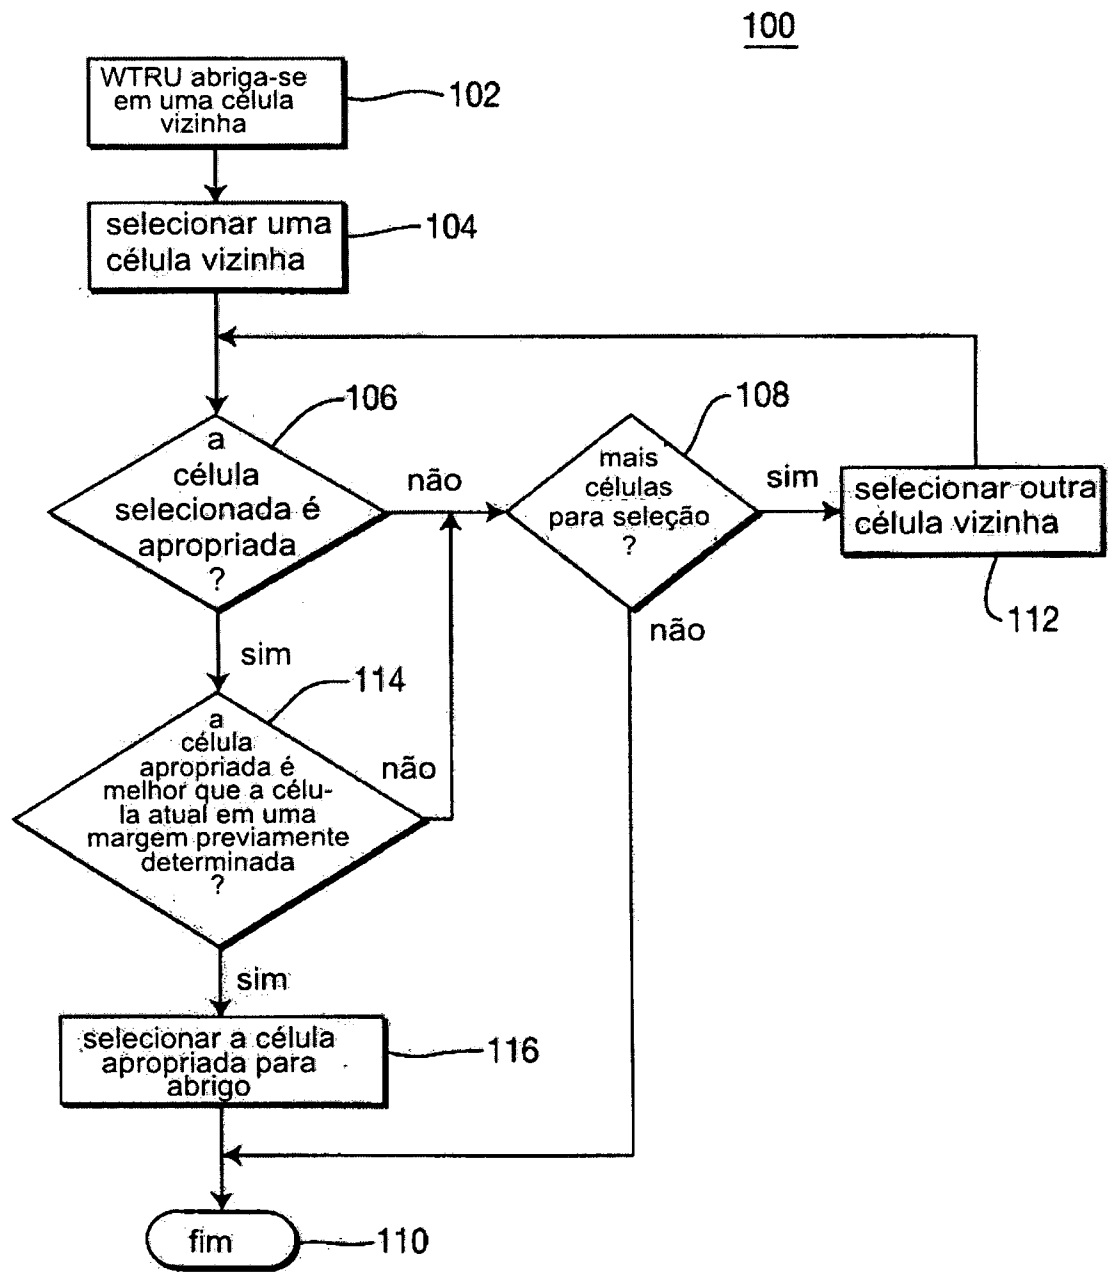 100
WTRU abriga-se
em uma célula
vizinha
102
selecionar uma
célula vizinha
104
106
a
célula
selecionada é
apropriada
?
não
sim
108
mais
células
para seleção
?
sim
não
selecionar outra
célula vizinha
112
114
a
célula
apropriada é
melhor que a célu-
la atual em uma
margem previamente
determinada
?
não
sim
selecionar a célula
apropriada para
abrigo
116
fim
110